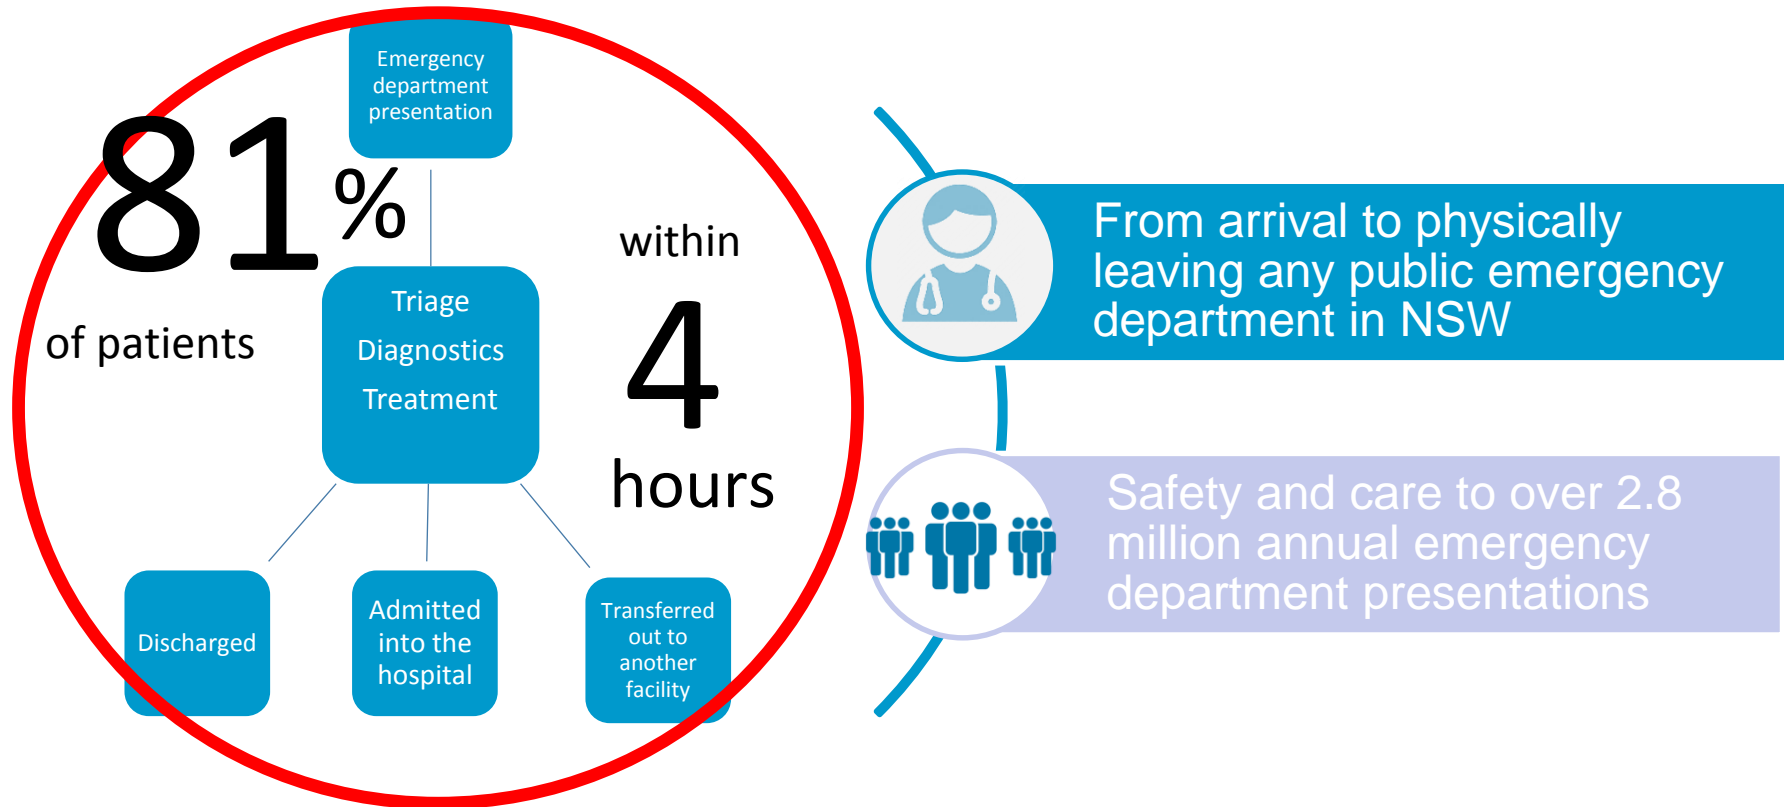 Emergency
department
presentation
81%
of patients
Triage
Diagnostics
Treatment
within
4
hours
Discharged
Admitted
into the
hospital
Transferred
out to
another
facility
From arrival to physically
leaving any public emergency
department in NSW
Safety and care to over 2.8
million annual emergency
department presentations